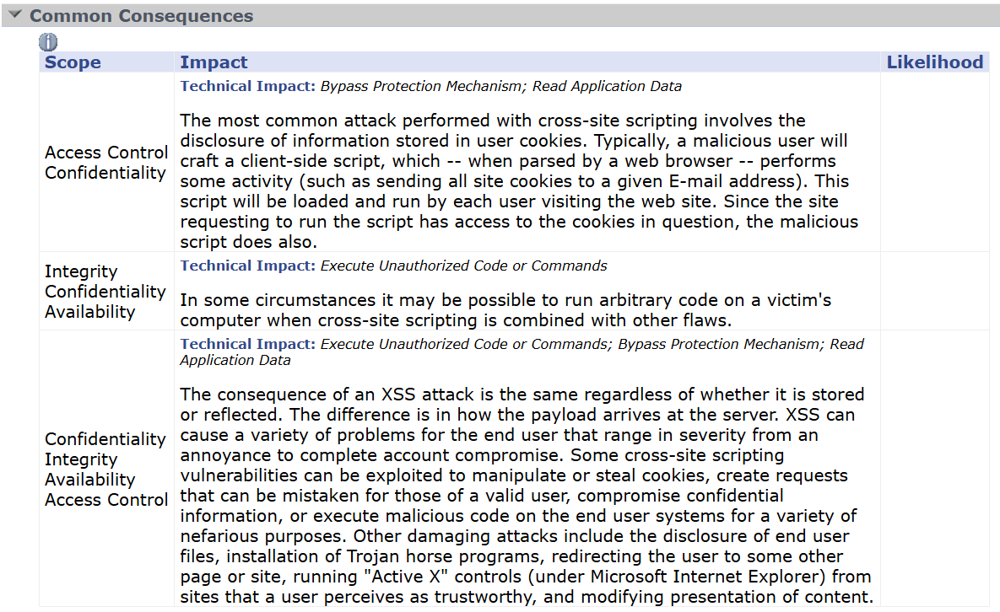 Common Consequences
Scope Impact Likelihood
Access Control
Confidentiality
Technical Impact: Bypass Protection Mechanism; Read Application Data
The most common attack performed with cross-site scripting involves the
disclosure of information stored in user cookies. Typically, a malicious user will
craft a client-side script, which -- when parsed by a web browser -- performs
some activity (such as sending all site cookies to a given E-mail address). This
script will be loaded and run by each user visiting the web site. Since the site
requesting to run the script has access to the cookies in question, the malicious
script does also.
Integrity
Confidentiality
Availability
Technical Impact: Execute Unauthorized Code or Commands
In some circumstances it may be possible to run arbitrary code on a victim's
computer when cross-site scripting is combined with other flaws.
Confidentiality
Integrity
Availability
Access Control
Technical Impact: Execute Unauthorized Code or Commands; Bypass Protection Mechanism; Read
Application Data
The consequence of an XSS attack is the same regardless of whether it is stored
or reflected. The difference is in how the payload arrives at the server. XSS can
cause a variety of problems for the end user that range in severity from an
annoyance to complete account compromise. Some cross-site scripting
vulnerabilities can be exploited to manipulate or steal cookies, create requests
that can be mistaken for those of a valid user, compromise confidential
information, or execute malicious code on the end user systems for a variety of
nefarious purposes. Other damaging attacks include the disclosure of end user
files, installation of Trojan horse programs, redirecting the user to some other
page or site, running "Active X" controls (under Microsoft Internet Explorer) from
sites that a user perceives as trustworthy, and modifying presentation of content.